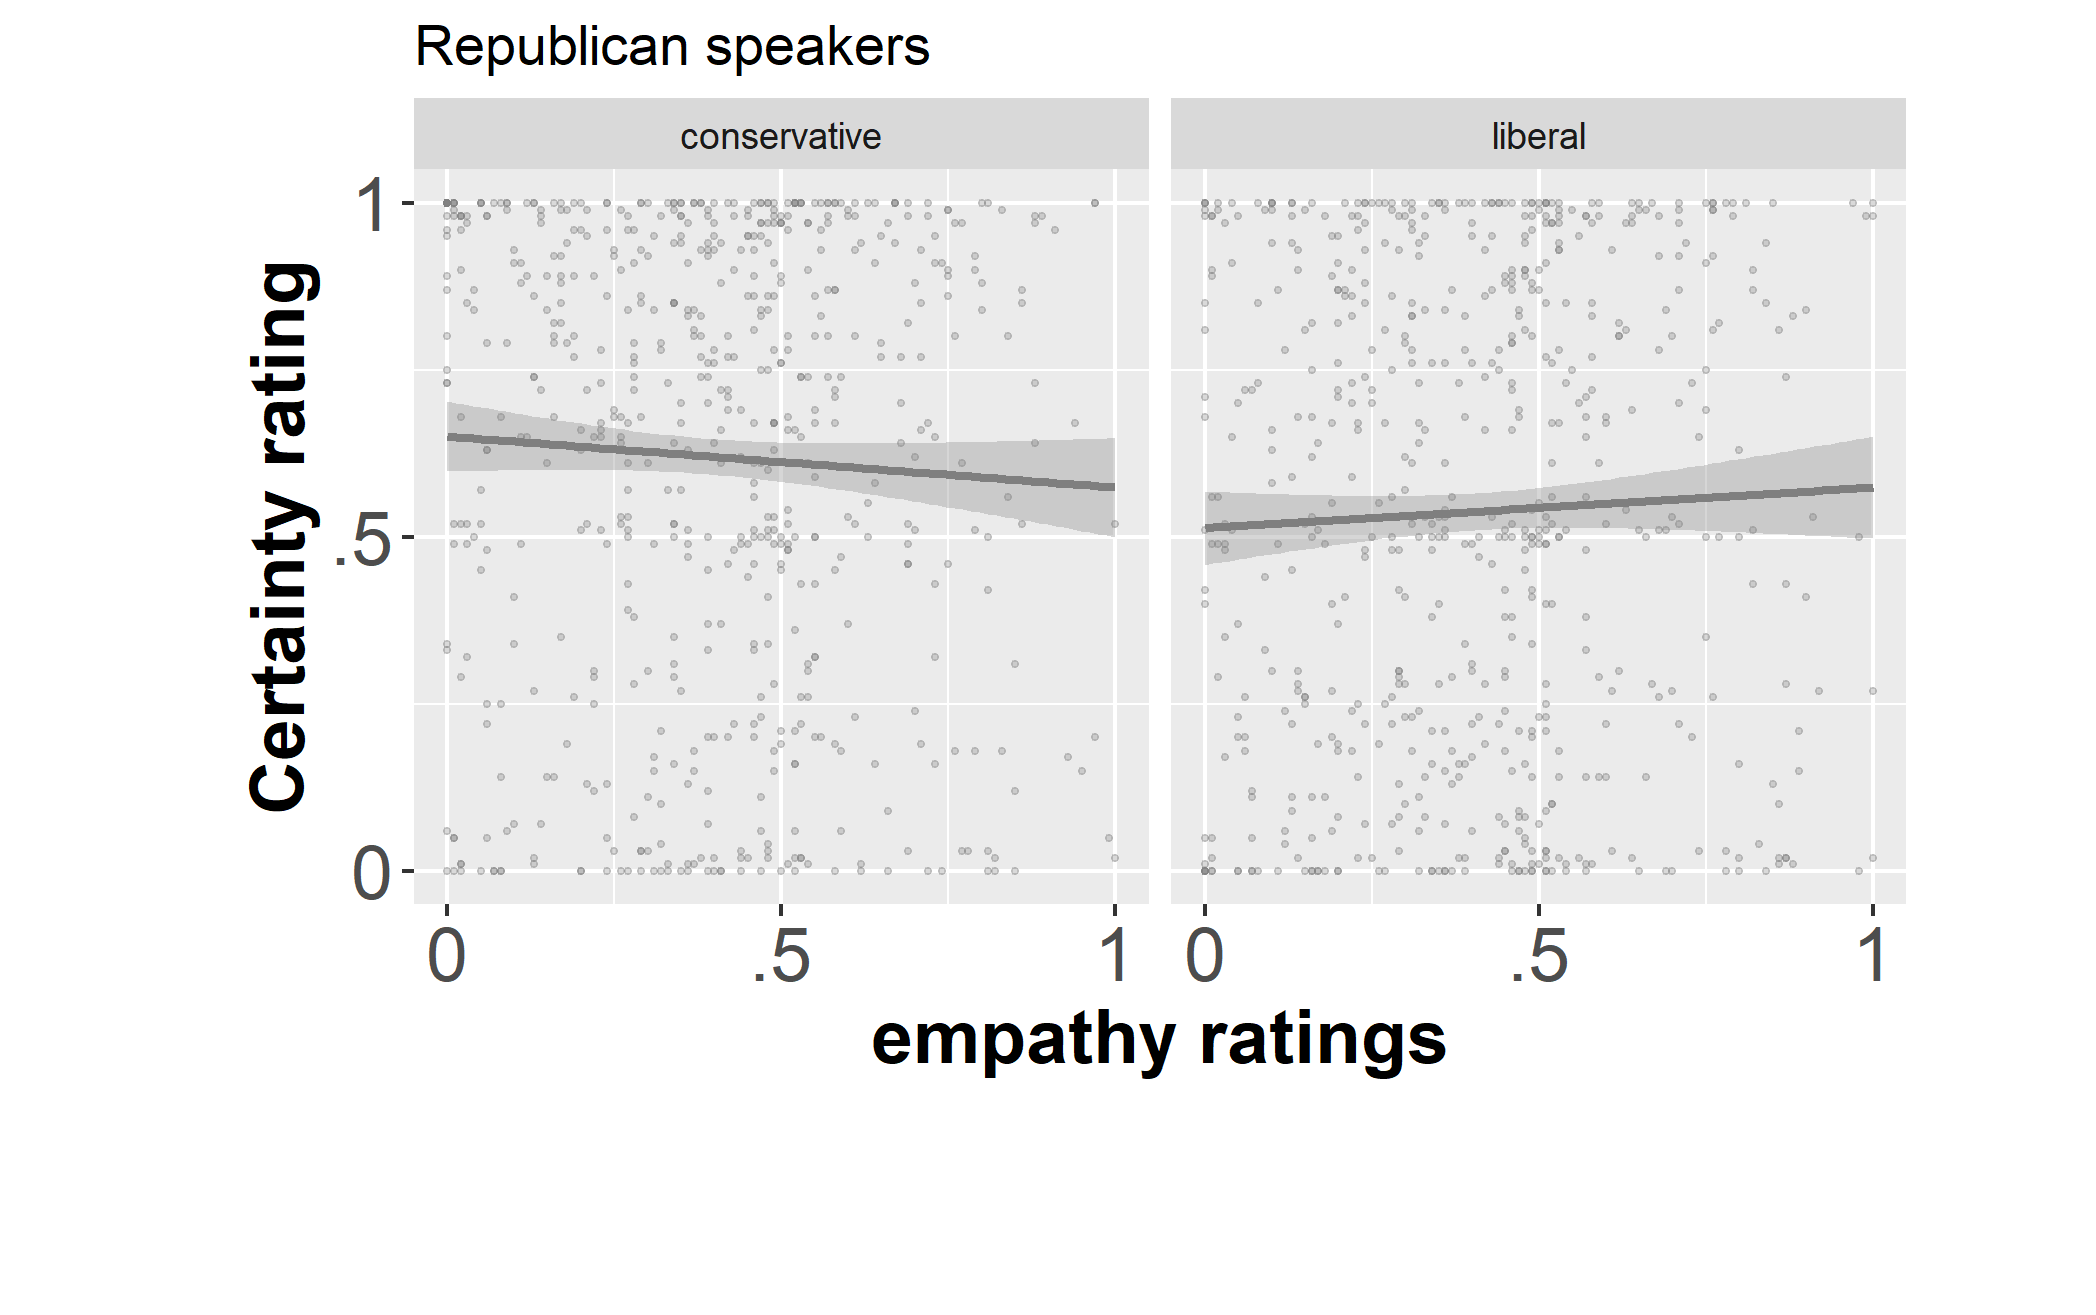 Republican speakers
conservative
liberal
Certainty rating
1
.5
0
0 .5 1
0 .5 1
empathy ratings